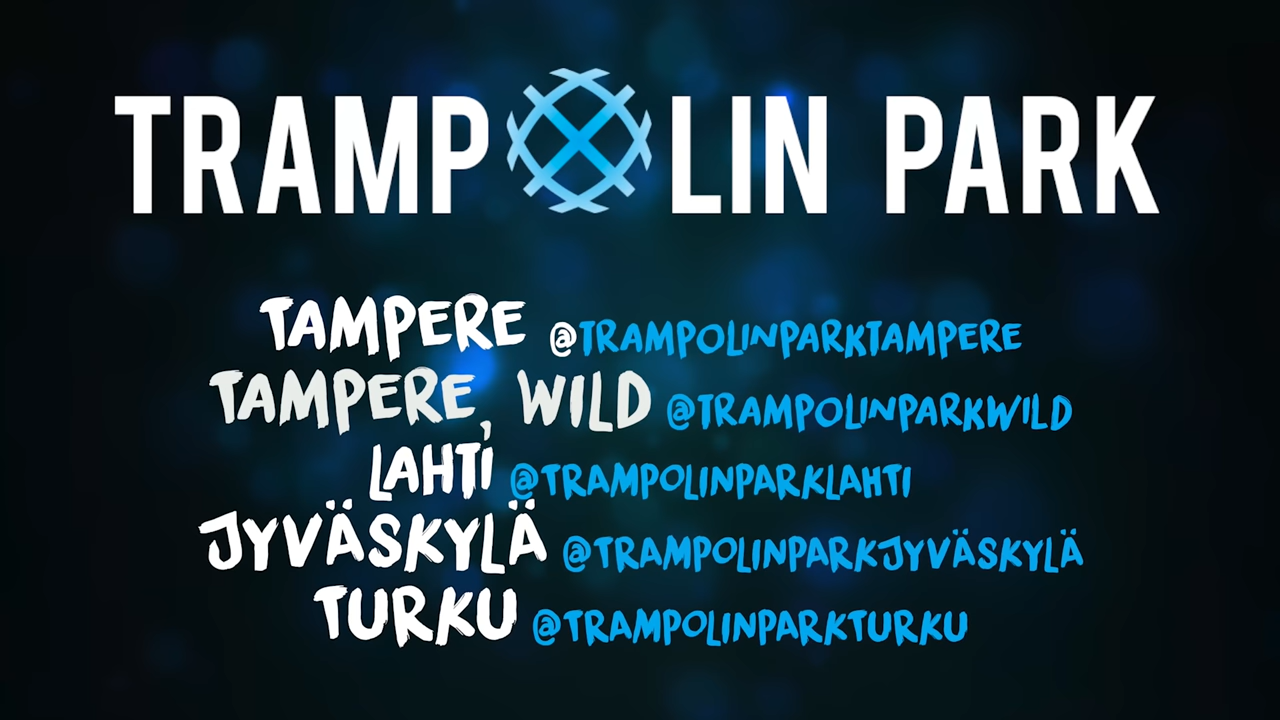 TRAMPOLIN PARK
TAMPERE @TRAMPOLINPARKTAMPERE
TAMPERE, WILD @TRAMPOLINPARKWILD
LAHTI @TRAMPOLINPARKLAHTI
JYVÄSKYLÄ @TRAMPOLINPARKJYVÄSKYLÄ
TURKU @TRAMPOLINPARKTURKU